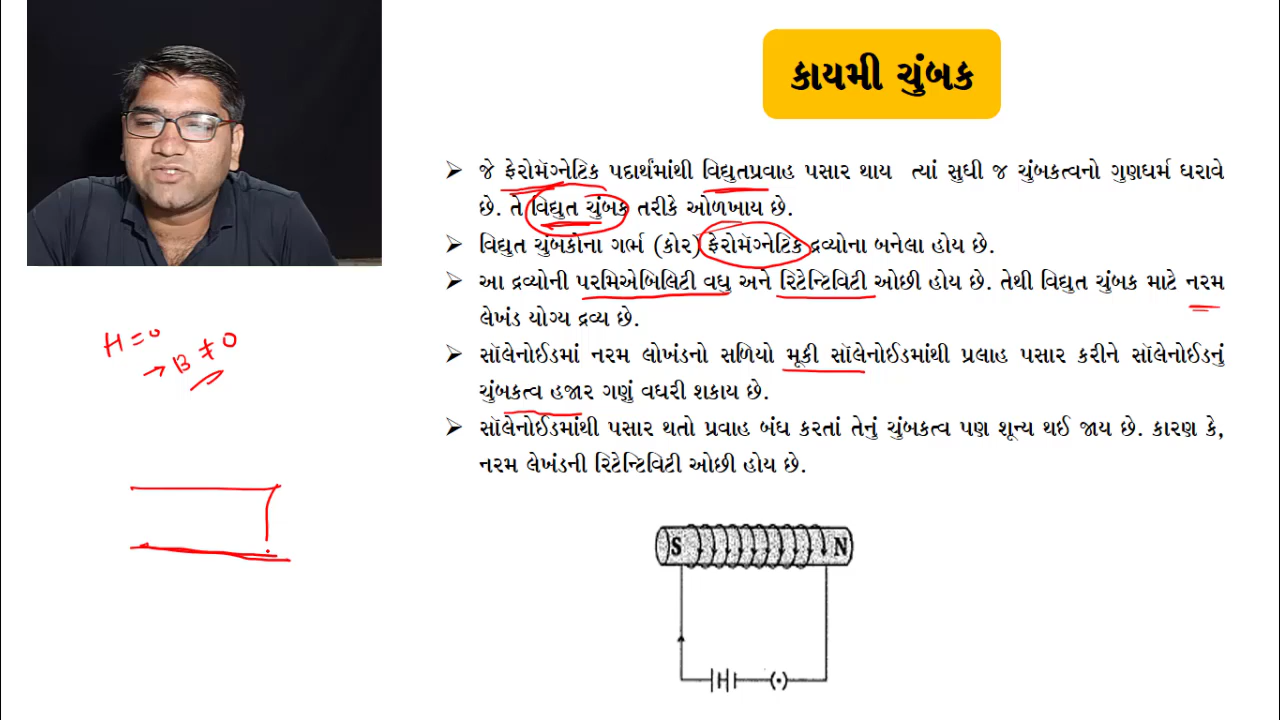 કાયમી ચુંબક
➢ જે ફેરોમૅગ્નેટિક પદાર્થમાંથી વિદ્યુતપ્રવાહ પસાર થાય ત્યાં સુધી જ ચુંબકત્વનો ગુણધર્મ ધરાવે
છે. તે વિદ્યુત ચુંબક તરીકે ઓળખાય છે.
➢ વિદ્યુત ચુંબકોના ગર્ભ (કોર) ફેરોમૅગ્નેટિક દ્રવ્યોના બનેલા હોય છે.
➢ આ દ્રવ્યોની પરમિએબિલિટી વધુ અને રિટેન્ટિવિટી ઓછી હોય છે. તેથી વિદ્યુત ચુંબક માટે નરમ
લેખંડ યોગ્ય દ્રવ્ય છે.
➢ સૉલેનોઈડમાં નરમ લોખંડનો સળિયો મૂકી સૉલેનોઈડમાંથી પ્રલાહ પસાર કરીને સૉલેનોઈડનું
ચુંબકત્વ હજાર ગણું વધરી શકાય છે.
➢ સૉલેનોઈડમાંથી પસાર થતો પ્રવાહ બંધ કરતાં તેનું ચુંબકત્વ પણ શૂન્ય થઈ જાય છે. કારણ કે,
નરમ લેખંડની રિટેન્ટિવિટી ઓછી હોય છે.
H = 0
→ B ≠ 0
S N